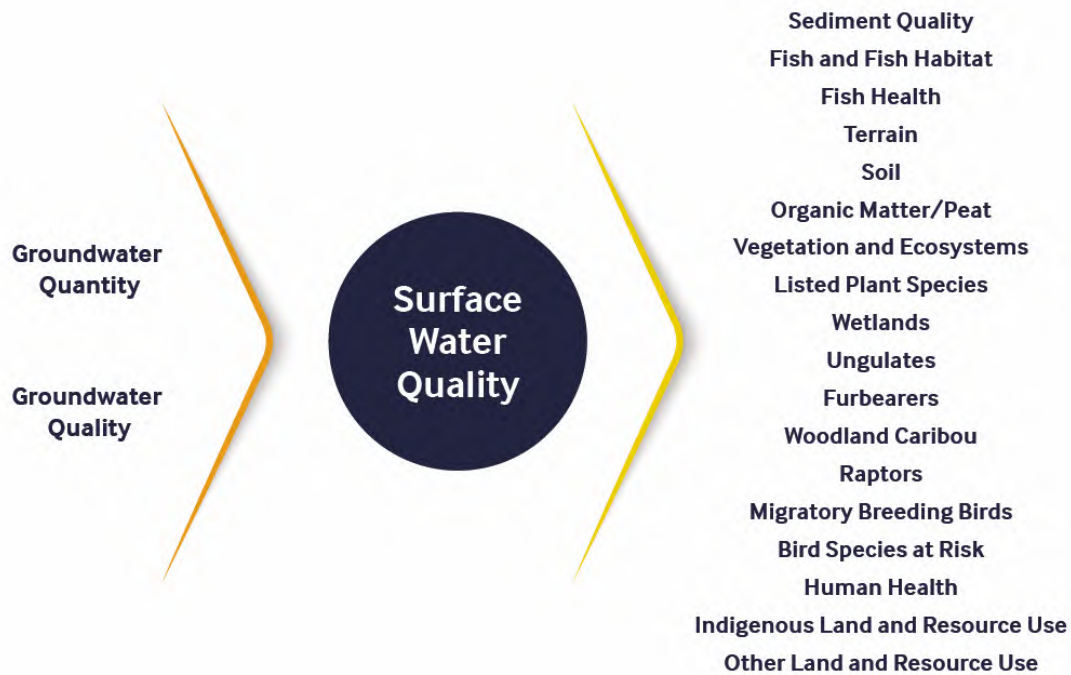 Groundwater
Quantity
Groundwater
Quality
Surface
Water
Quality
Sediment Quality
Fish and Fish Habitat
Fish Health
Terrain
Soil
Organic Matter/Peat
Vegetation and Ecosystems
Listed Plant Species
Wetlands
Ungulates
Furbearers
Woodland Caribou
Raptors
Migratory Breeding Birds
Bird Species at Risk
Human Health
Indigenous Land and Resource Use
Other Land and Resource Use